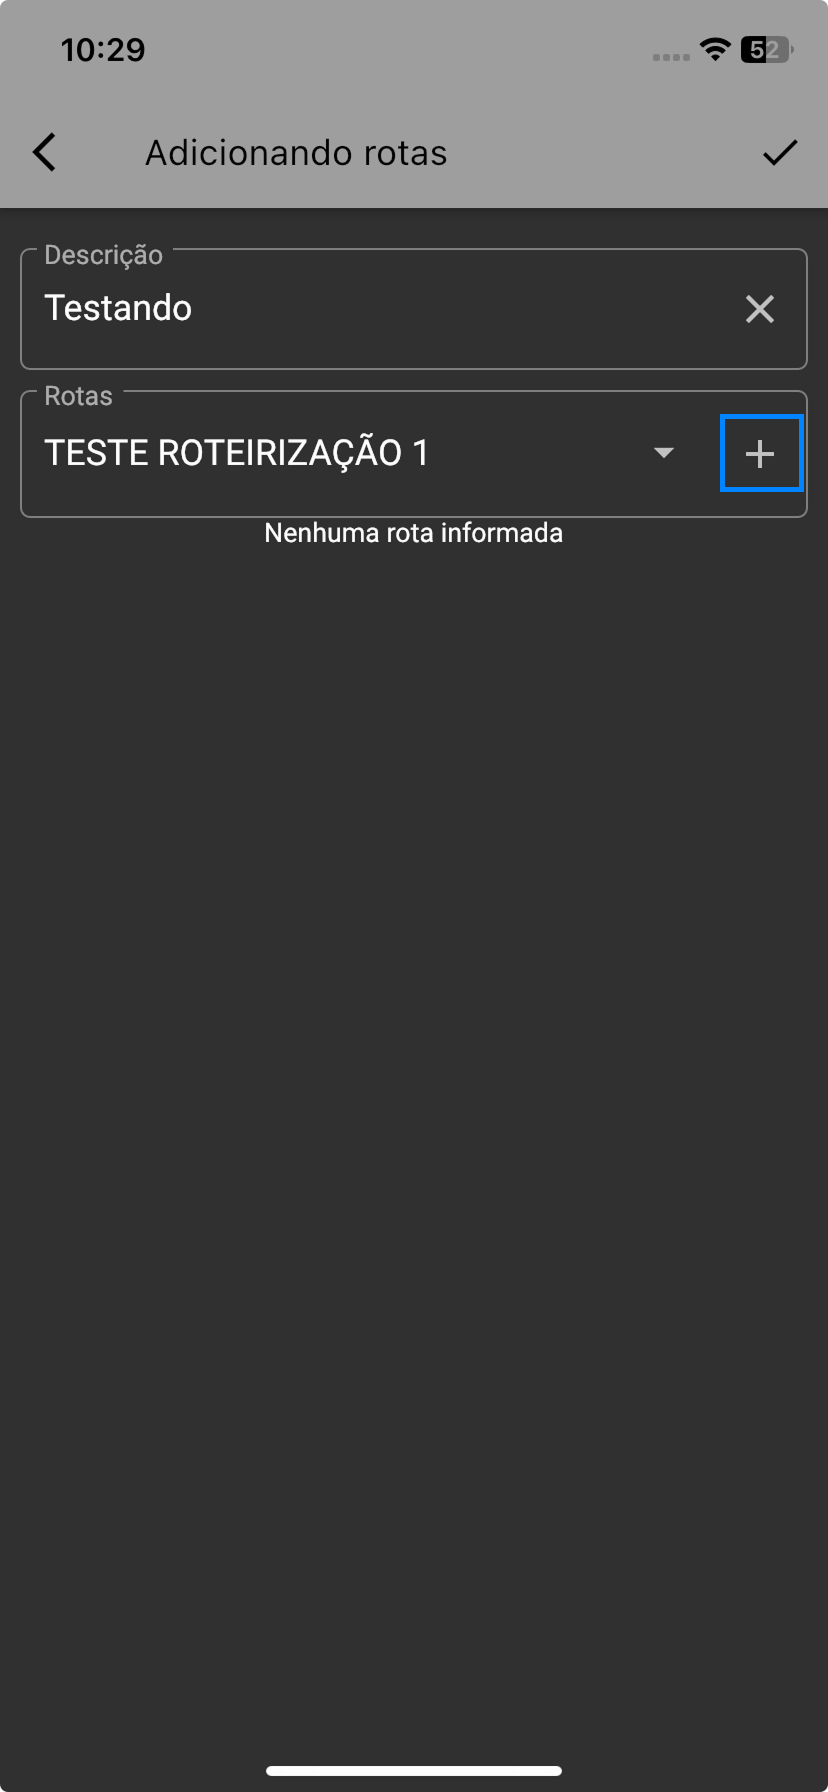 10:29
52
Adicionando rotas
Descrição
Testando
Rotas
TESTE ROTEIRIZAÇÃO 1
Nenhuma rota informada